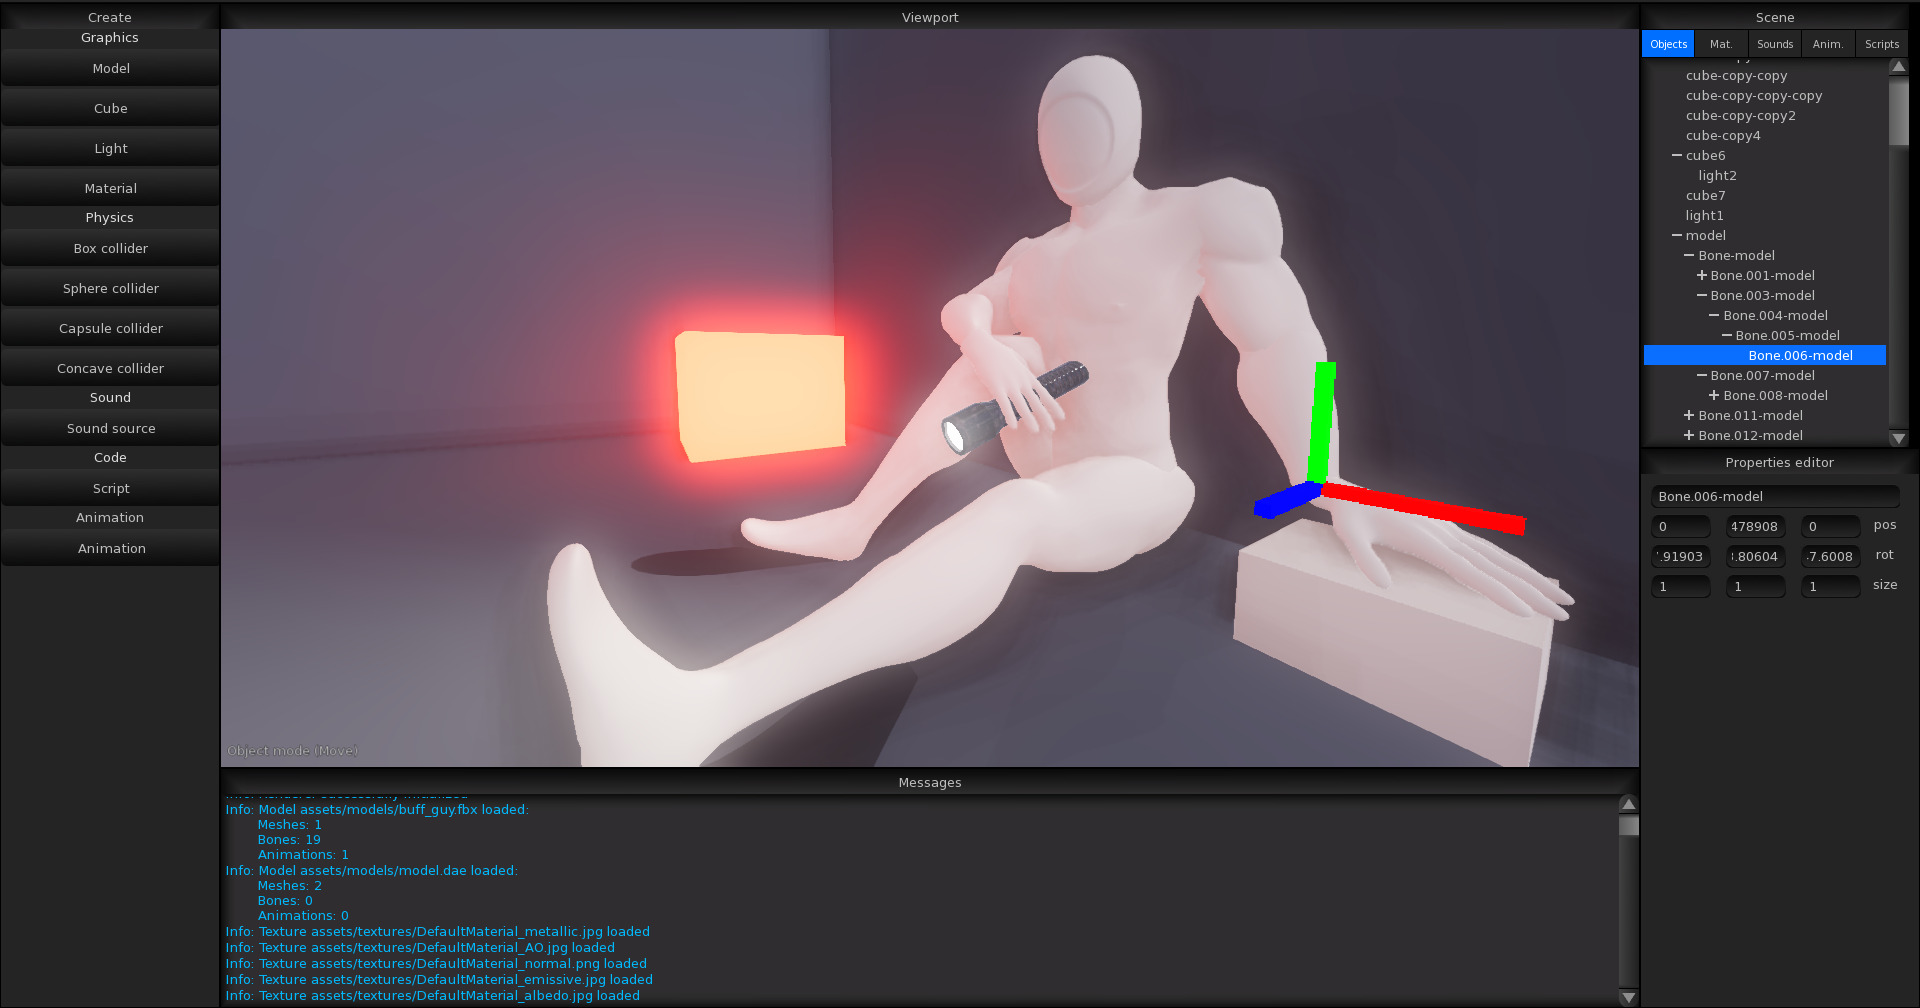 Create
Graphics
Model
Cube
Light
Material
Physics
Box collider
Sphere collider
Capsule collider
Concave collider
Sound
Sound source
Code
Script
Animation
Animation
Viewport
Object mode (Move)
Messages
Info: Model assets/models/buff_guy.fbx loaded:
Meshes: 1
Bones: 19
Animations: 1
Info: Model assets/models/model.dae loaded:
Meshes: 2
Bones: 0
Animations: 0
Info: Texture assets/textures/DefaultMaterial_metallic.jpg loaded
Info: Texture assets/textures/DefaultMaterial_AO.jpg loaded
Info: Texture assets/textures/DefaultMaterial_normal.png loaded
Info: Texture assets/textures/DefaultMaterial_emissive.jpg loaded
Info: Texture assets/textures/DefaultMaterial_albedo.jpg loaded
Scene
Objects Mat. Sounds Anim. Scripts
cube-copy-copy
cube-copy-copy-copy
cube-copy-copy2
cube-copy4
cube6
light2
cube7
light1
model
Bone-model
Bone.001-model
Bone.003-model
Bone.004-model
Bone.005-model
Bone.006-model
Bone.007-model
Bone.008-model
Bone.011-model
Bone.012-model
Properties editor
Bone.006-model
0 478908 0 pos
.91903 .80604 -7.6008 rot
1 1 1 size